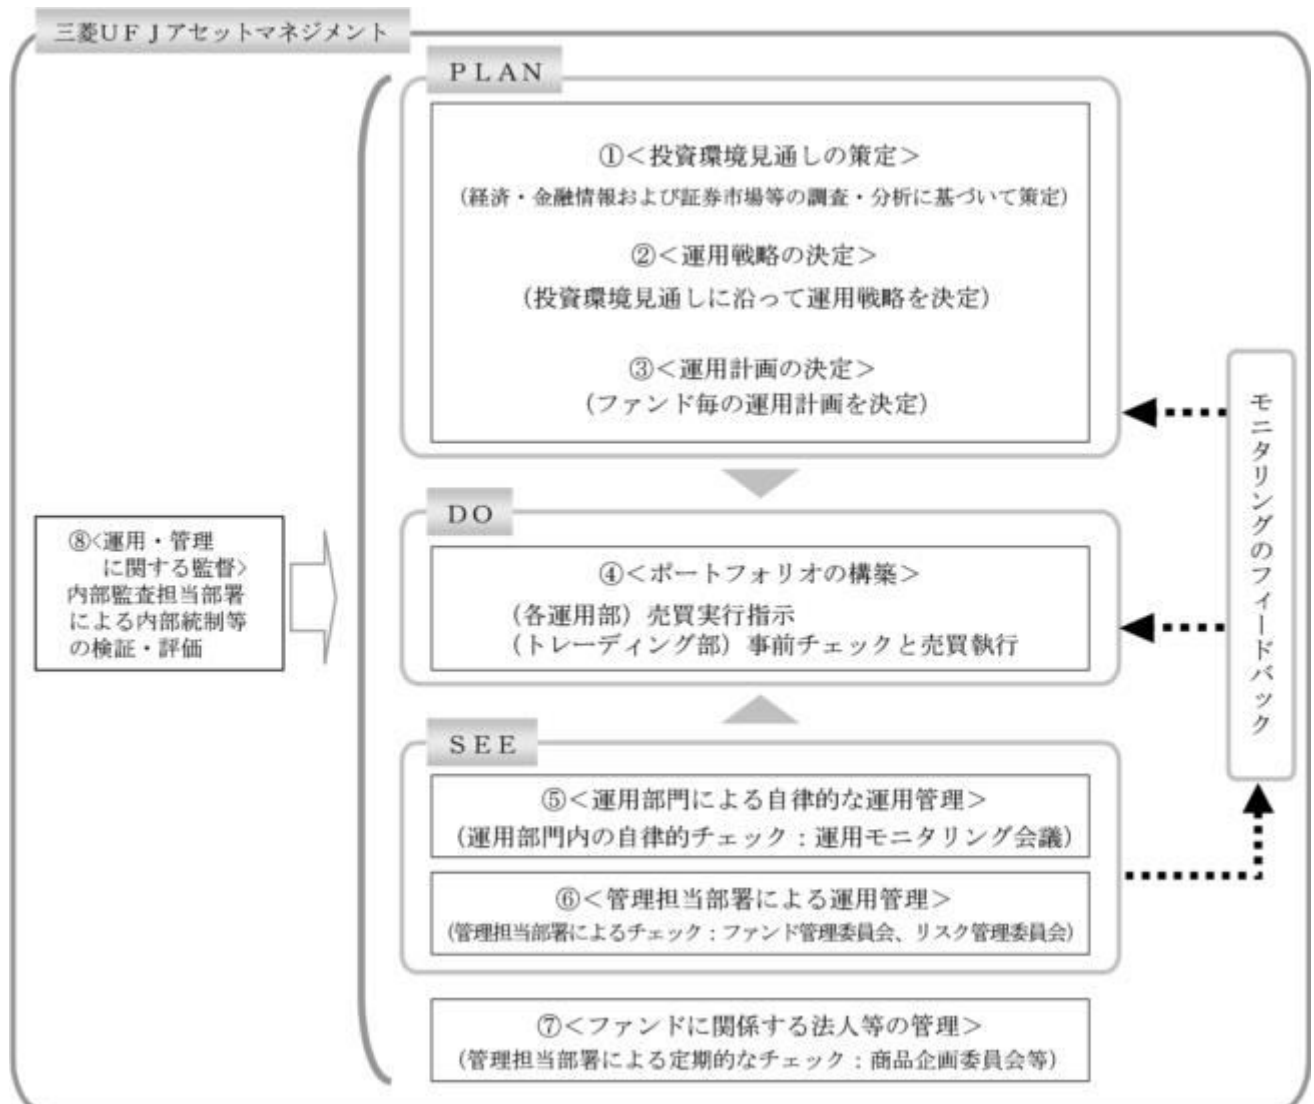 三菱UFJアセットマネジメント
PLAN
①＜投資環境見通しの策定＞
（経済・金融情報および証券市場等の調査・分析に基づいて策定）
②＜運用戦略の決定＞
（投資環境見通しに沿って運用戦略を決定）
③＜運用計画の決定＞
（ファンド毎の運用計画を決定）
DO
④＜ポートフォリオの構築＞
（各運用部）売買実行指示
（トレーディング部）事前チェックと売買執行
SEE
⑤＜運用部門による自律的な運用管理＞
（運用部門内の自律的チェック：運用モニタリング会議）
⑥＜管理担当部署による運用管理＞
（管理担当部署によるチェック：ファンド管理委員会、リスク管理委員会）
⑦＜ファンドに関係する法人等の管理＞
（管理担当部署による定期的なチェック：商品企画委員会等）
⑧<運用・管理
に関する監督>
内部監査担当部署
による内部統制等
の検証・評価
モニタリングのフィードバック